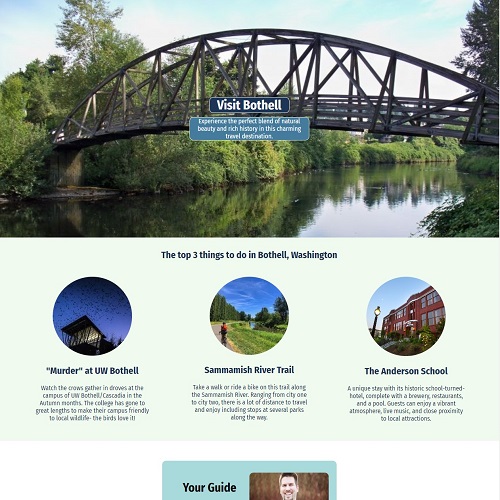 Visit Bothell
Experience the perfect blend of natural
beauty and rich history in this charming
travel destination.
The top 3 things to do in Bothell, Washington
"Murder" at UW Bothell
Watch the crows gather in droves at the
campus of UW Bothell/Cascadia in the
Autumn months. The college has gone to
great lengths to make their campus friendly
to local wildlife- the birds love it!
Sammamish River Trail
Take a walk or ride a bike on this trail along
the Sammamish River. Ranging from city one
to city two, there is a lot of distance to travel
and enjoy including stops at several parks
along the way.
The Anderson School
A unique stay with its historic school-turned-
hotel, complete with a brewery, restaurants,
and a pool. Guests can enjoy a vibrant
atmosphere, live music, and close proximity
to local attractions.
Your Guide